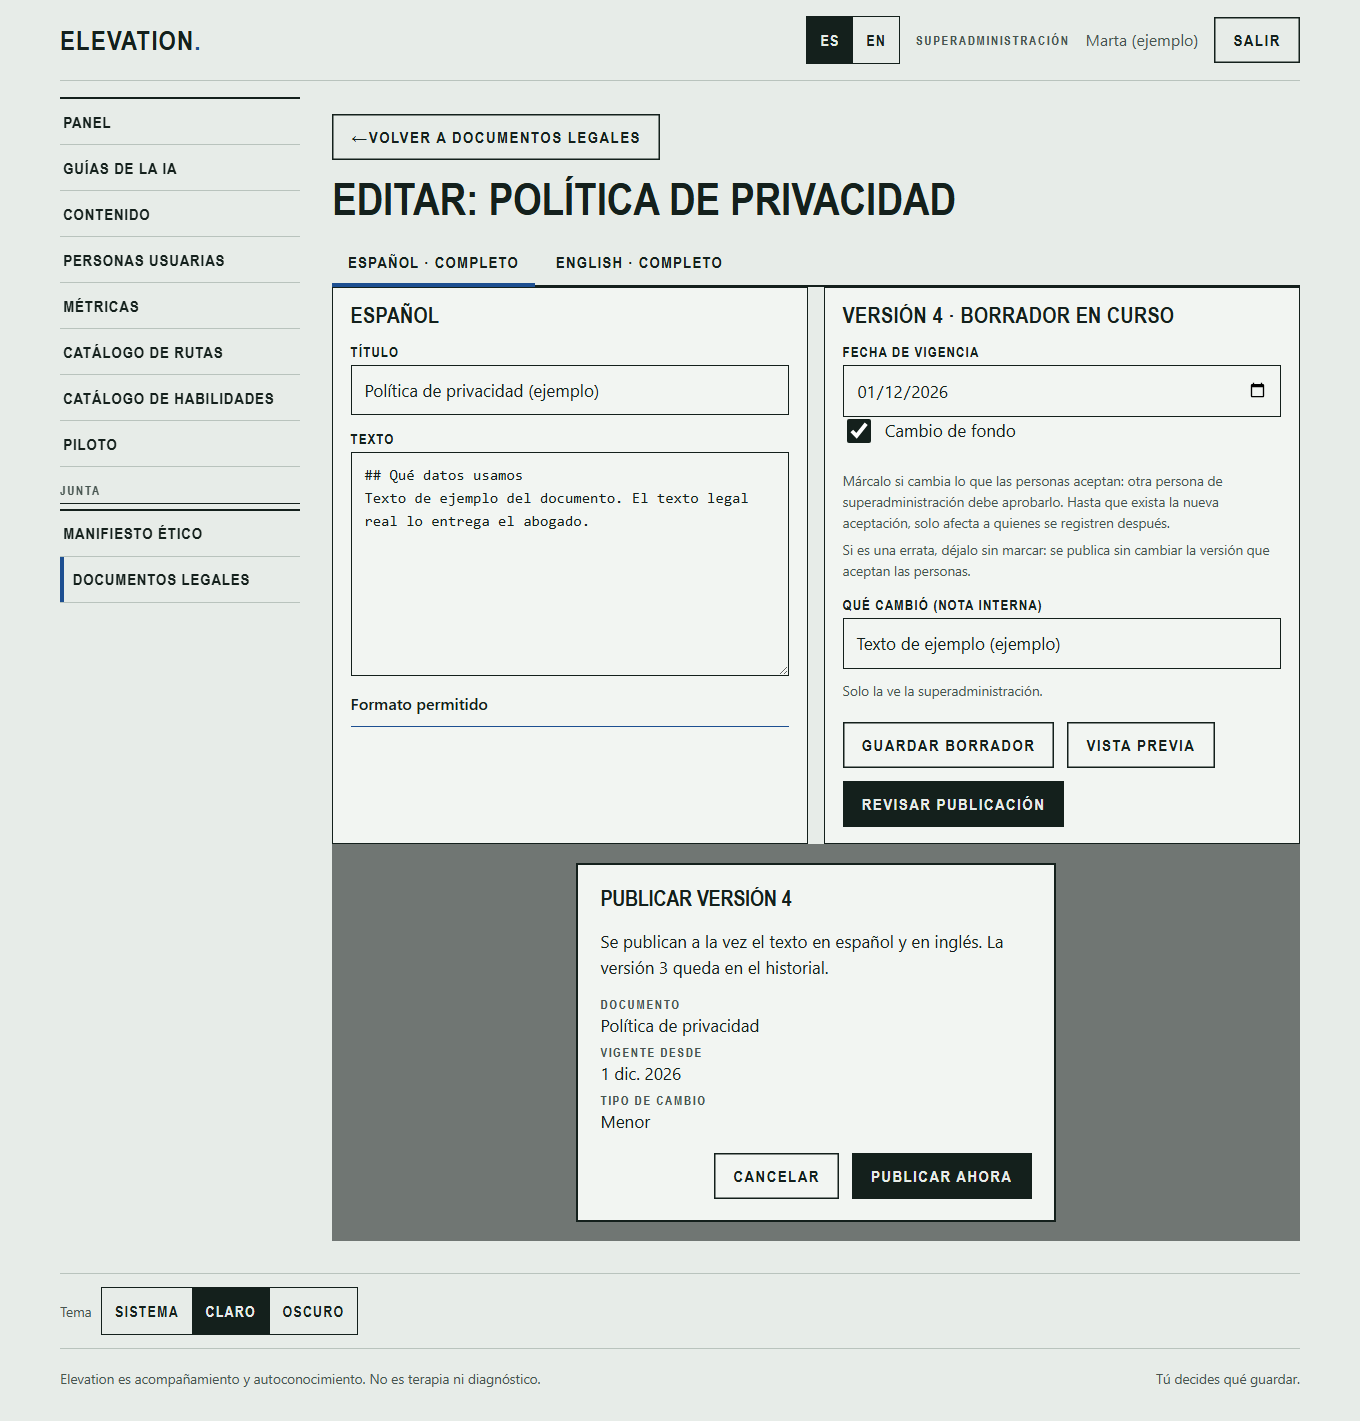 ELEVATION.
ES EN SUPERADMINISTRACIÓN Marta (ejemplo) SALIR
PANEL
GUÍAS DE LA IA
CONTENIDO
PERSONAS USUARIAS
MÉTRICAS
CATÁLOGO DE RUTAS
CATÁLOGO DE HABILIDADES
PILOTO
JUNTA
MANIFIESTO ÉTICO
DOCUMENTOS LEGALES
←VOLVER A DOCUMENTOS LEGALES
EDITAR: POLÍTICA DE PRIVACIDAD
ESPAÑOL · COMPLETO ENGLISH · COMPLETO
ESPAÑOL
TÍTULO
Política de privacidad (ejemplo)
TEXTO
## Qué datos usamos
Texto de ejemplo del documento. El texto legal
real lo entrega el abogado.
Formato permitido
VERSIÓN 4 · BORRADOR EN CURSO
FECHA DE VIGENCIA
01/12/2026
Cambio de fondo
Márcalo si cambia lo que las personas aceptan: otra persona de
superadministración debe aprobarlo. Hasta que exista la nueva
aceptación, solo afecta a quienes se registren después.
Si es una errata, déjalo sin marcar: se publica sin cambiar la versión que
aceptan las personas.
QUÉ CAMBIÓ (NOTA INTERNA)
Texto de ejemplo (ejemplo)
Solo la ve la superadministración.
GUARDAR BORRADOR VISTA PREVIA
REVISAR PUBLICACIÓN
PUBLICAR VERSIÓN 4
Se publican a la vez el texto en español y en inglés. La
versión 3 queda en el historial.
DOCUMENTO
Política de privacidad
VIGENTE DESDE
1 dic. 2026
TIPO DE CAMBIO
Menor
CANCELAR PUBLICAR AHORA
Tema SISTEMA CLARO OSCURO
Elevation es acompañamiento y autoconocimiento. No es terapia ni diagnóstico.
Tú decides qué guardar.